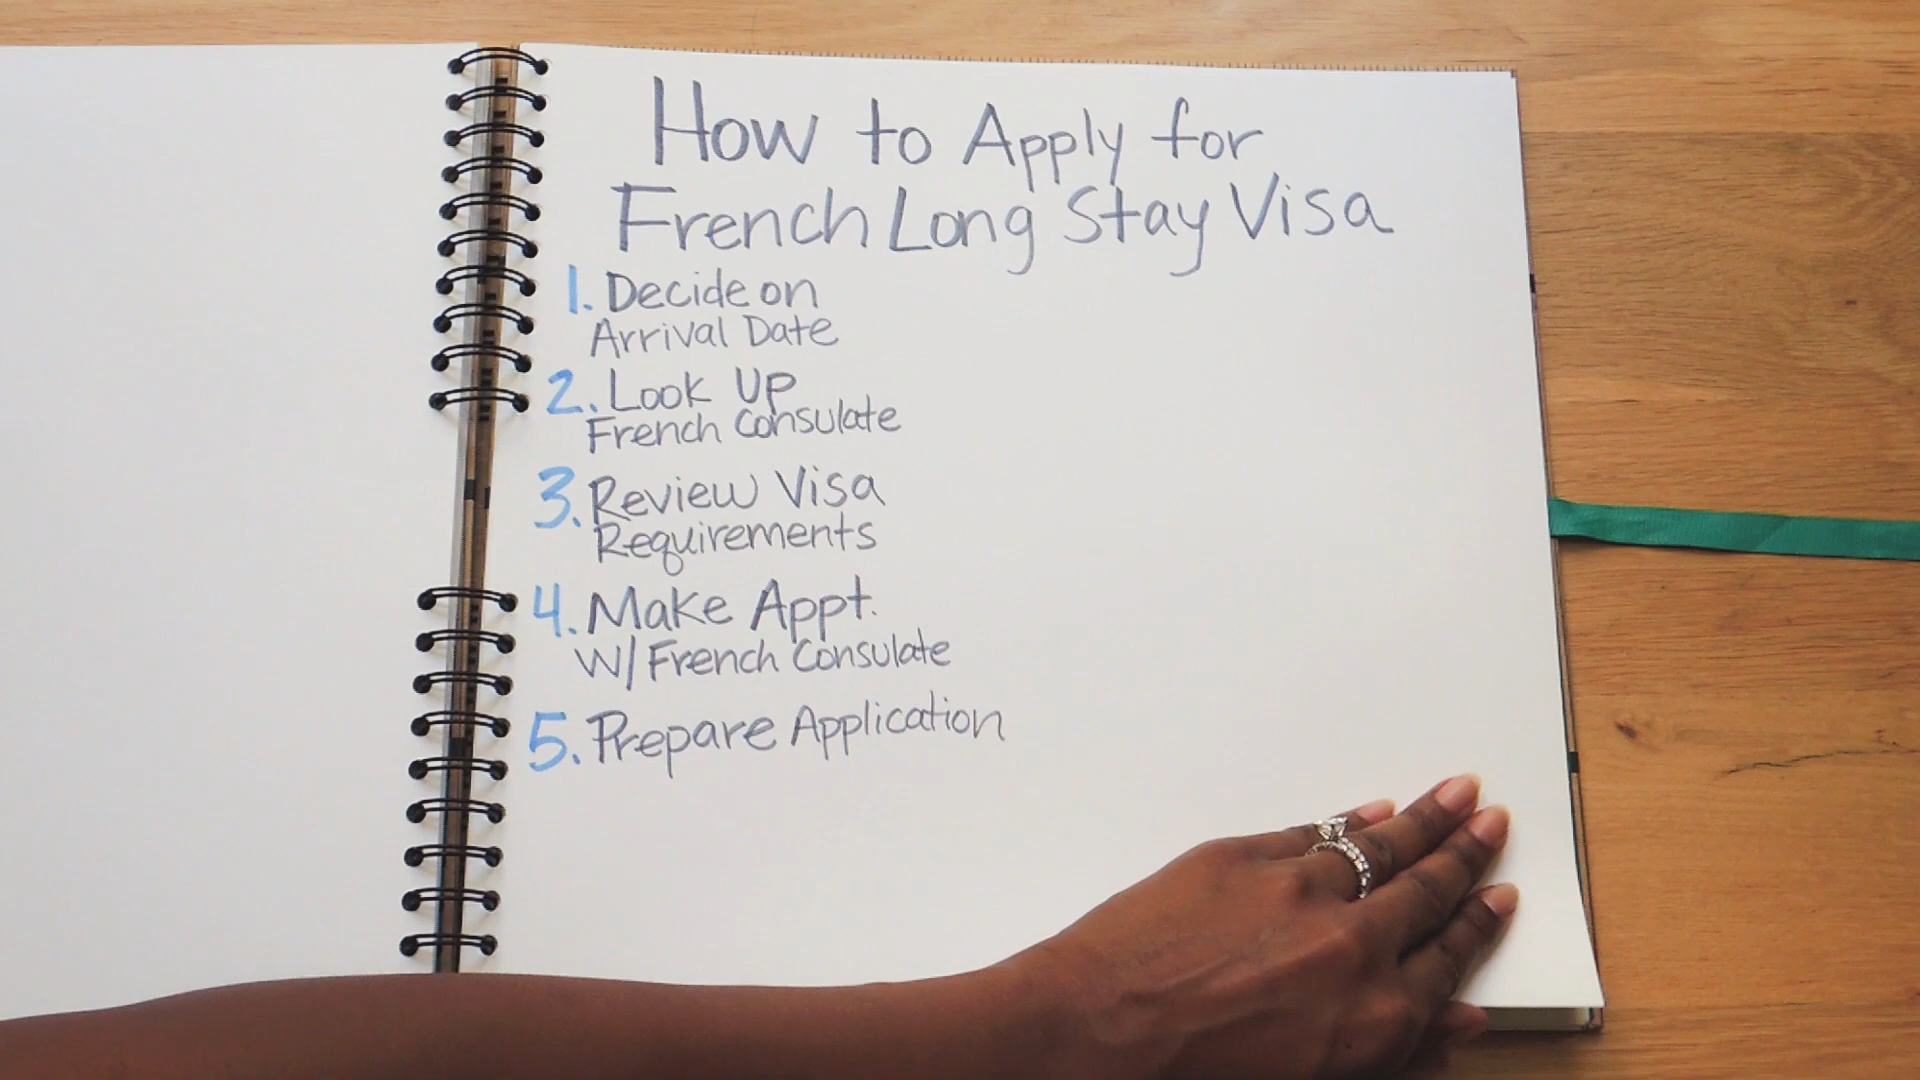 How to Apply for
French Long Stay Visa
1. Decide on
Arrival Date
2. Look Up
French Consulate
3. Review Visa
Requirements
4. Make Appt.
W/ French Consulate
5. Prepare Application